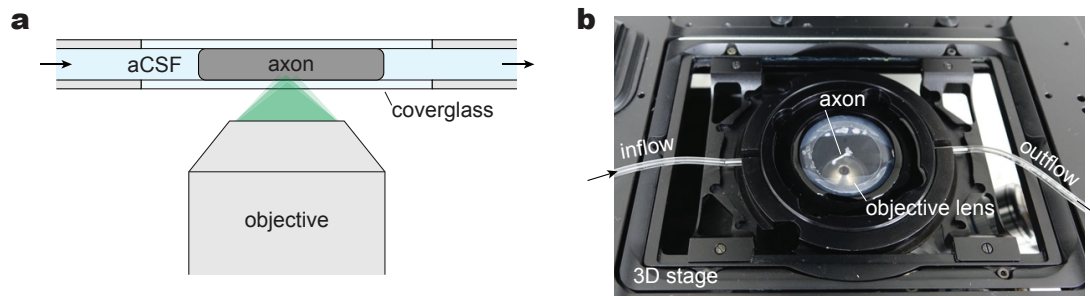 a
aCSF
axon
coverglass
objective
b
axon
inflow
outflow
objective lens
3D stage